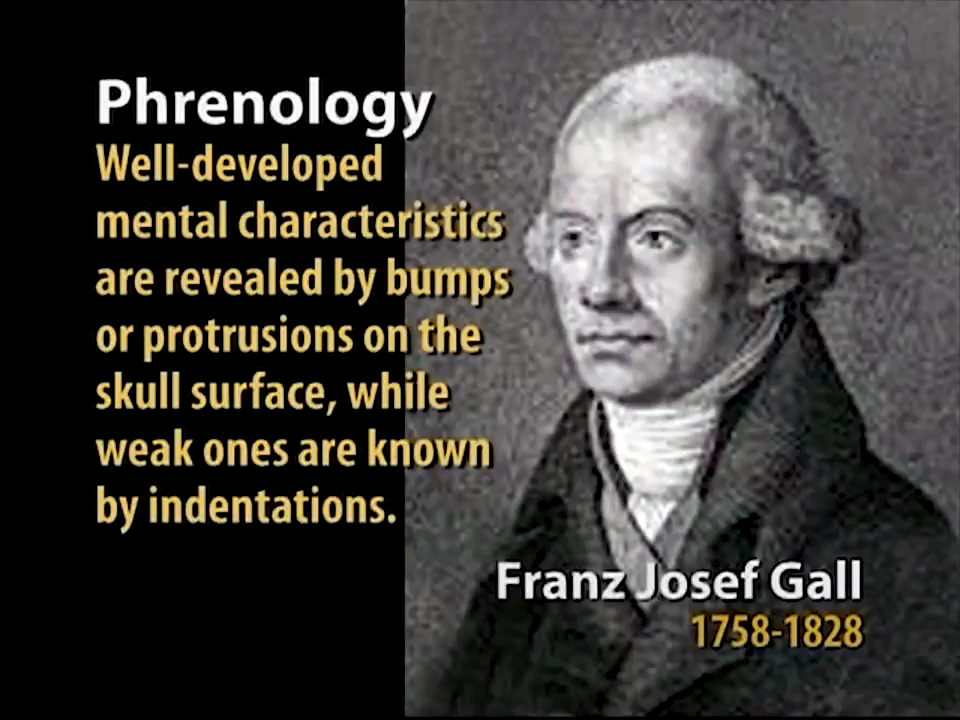 Phrenology
Well-developed
mental characteristics
are revealed by bumps
or protrusions on the
skull surface, while
weak ones are known
by indentations.
Franz Josef Gall
1758-1828